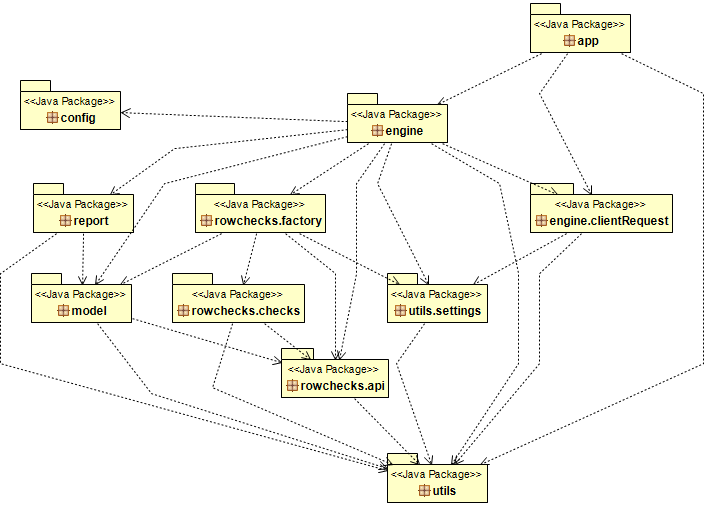 <<Java Package>>
app
<<Java Package>>
config
<<Java Package>>
engine
<<Java Package>>
report
<<Java Package>>
rowchecks.factory
<<Java Package>>
engine.clientRequest
<<Java Package>>
model
<<Java Package>>
rowchecks.checks
<<Java Package>>
utils.settings
<<Java Package>>
rowchecks.api
<<Java Package>>
utils